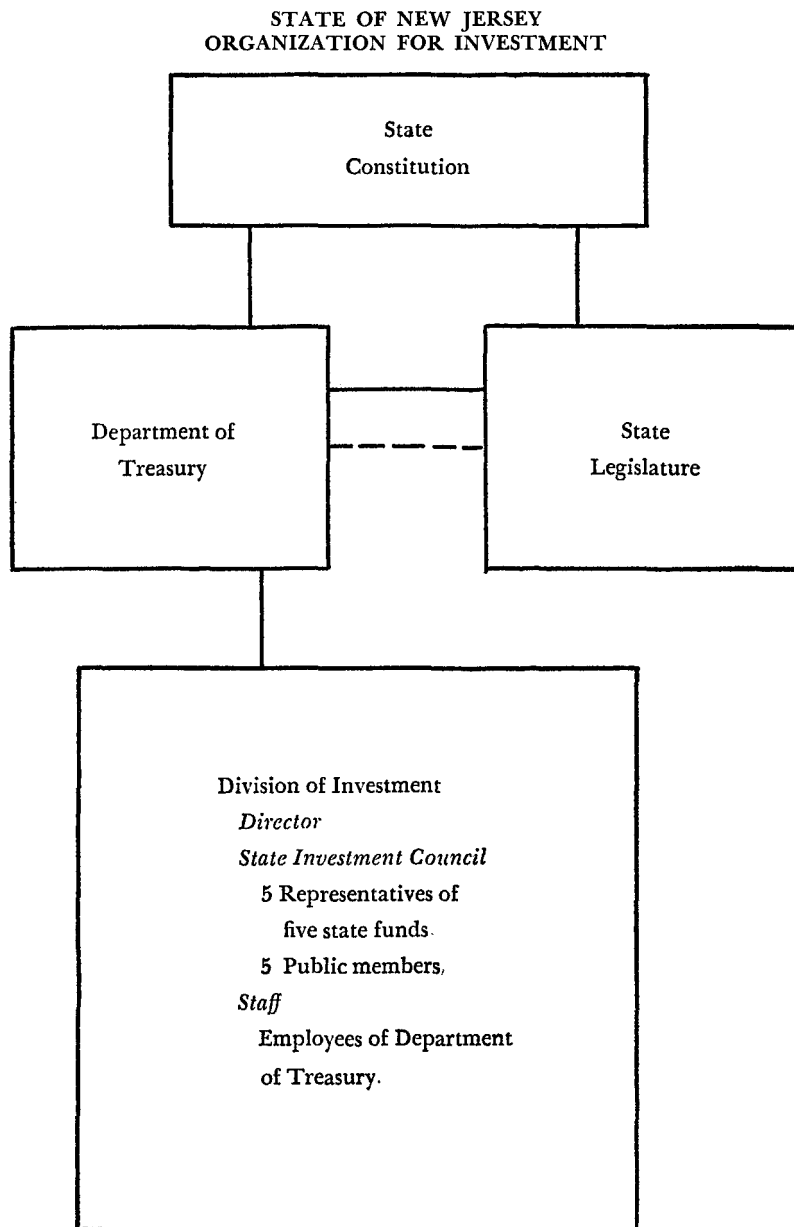 STATE OF NEW JERSEY
ORGANIZATION FOR INVESTMENT
State
Constitution
Department of
Treasury
State
Legislature
Division of Investment
Director
State Investment Council
5 Representatives of
five state funds.
5 Public members,
Staff
Employees of Department
of Treasury.